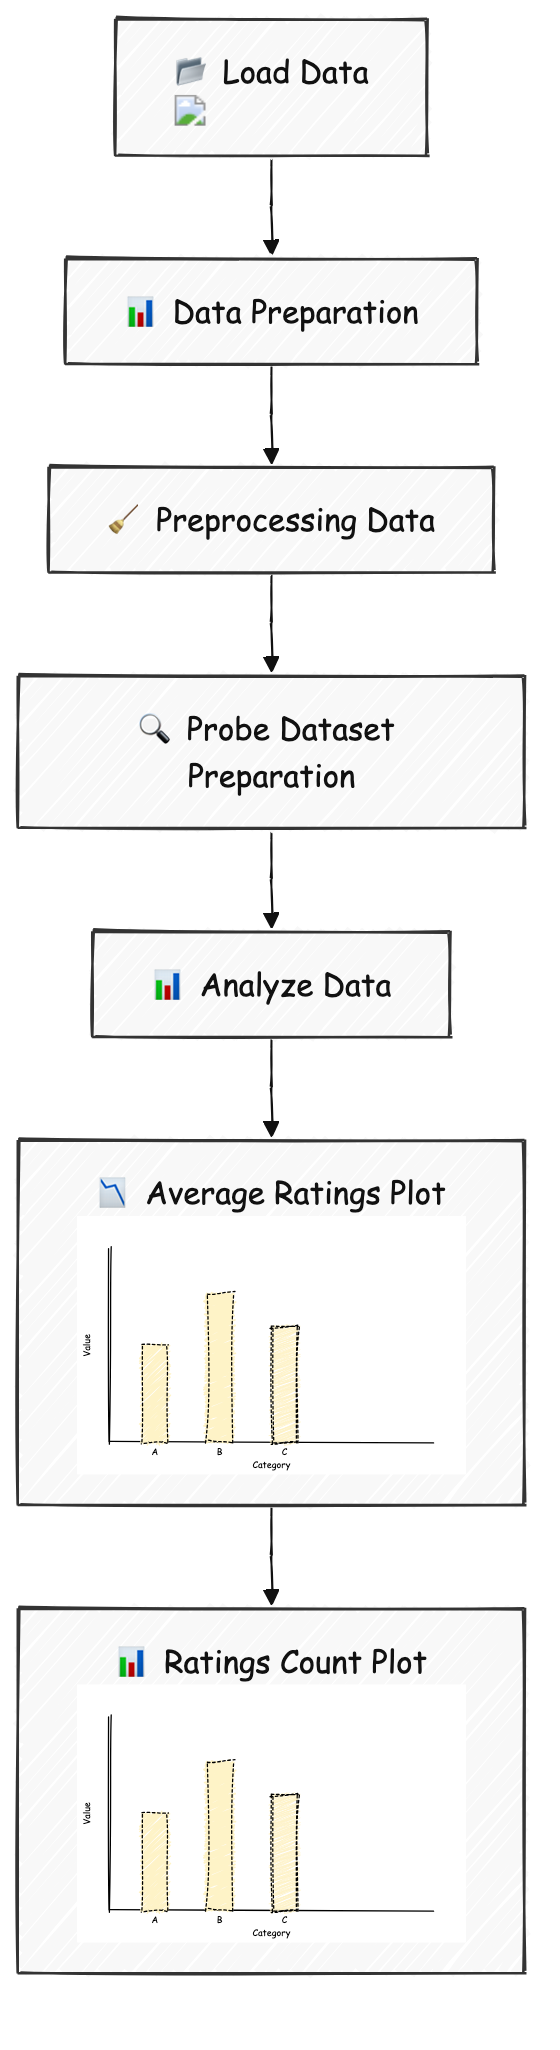 Load Data
Data Preparation
Preprocessing Data
Probe Dataset
Preparation
Analyze Data
Average Ratings Plot
Value
A B C
Category
Ratings Count Plot
Value
A B C
Category